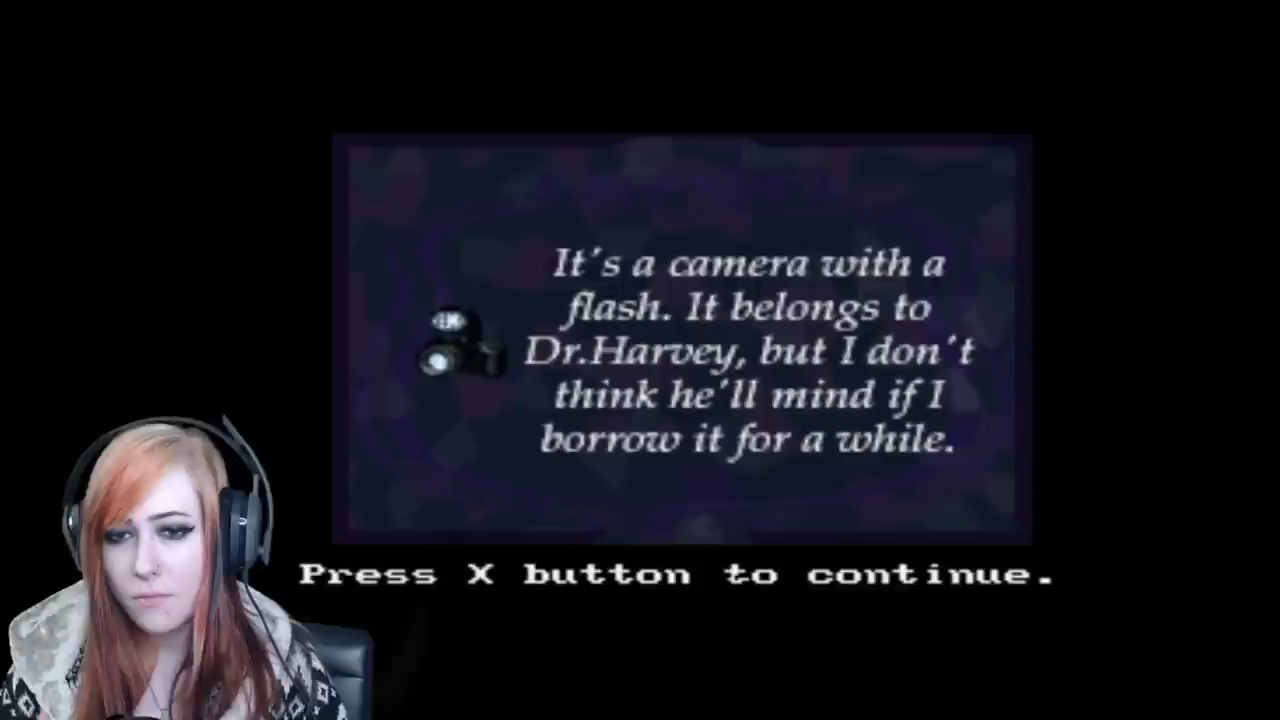 It's a camera with a
flash. It belongs to
Dr.Harvey, but I don't
think he'll mind if I
borrow it for a while.
Press X button to continue.